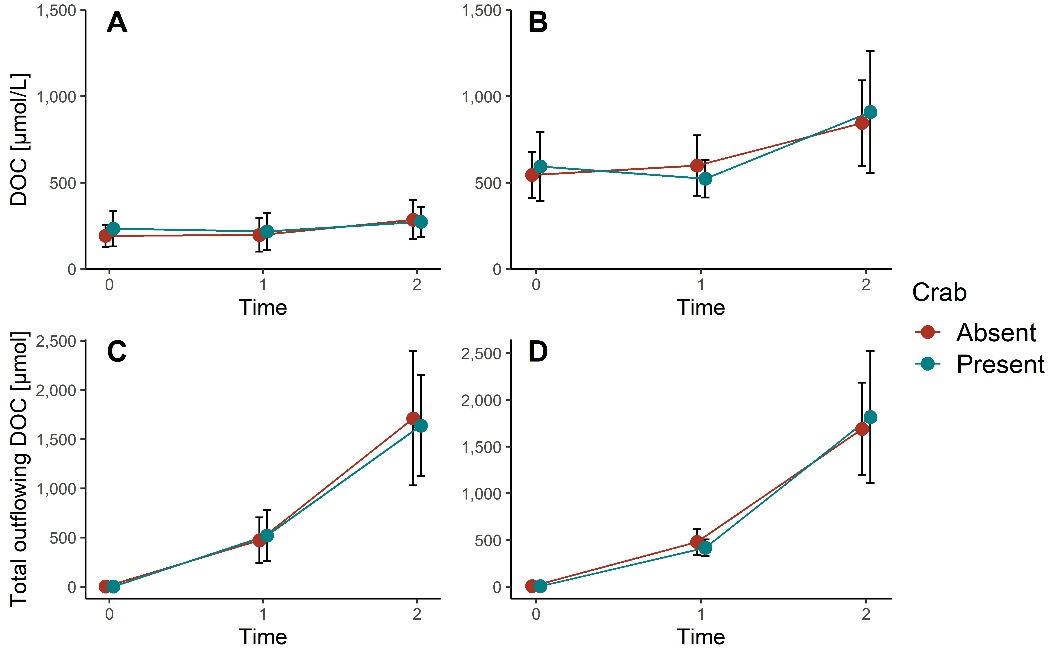 A
B
1,500
1,000
500
0
DOC [µmol/L]
0 1 2
Time
1,500
1,000
500
0
0 1 2
Time
Crab
Absent
Present
C
D
2,500
2,000
1,500
1,000
500
0
Total outflowing DOC [µmol]
0 1 2
Time
2,500
2,000
1,500
1,000
500
0
0 1 2
Time